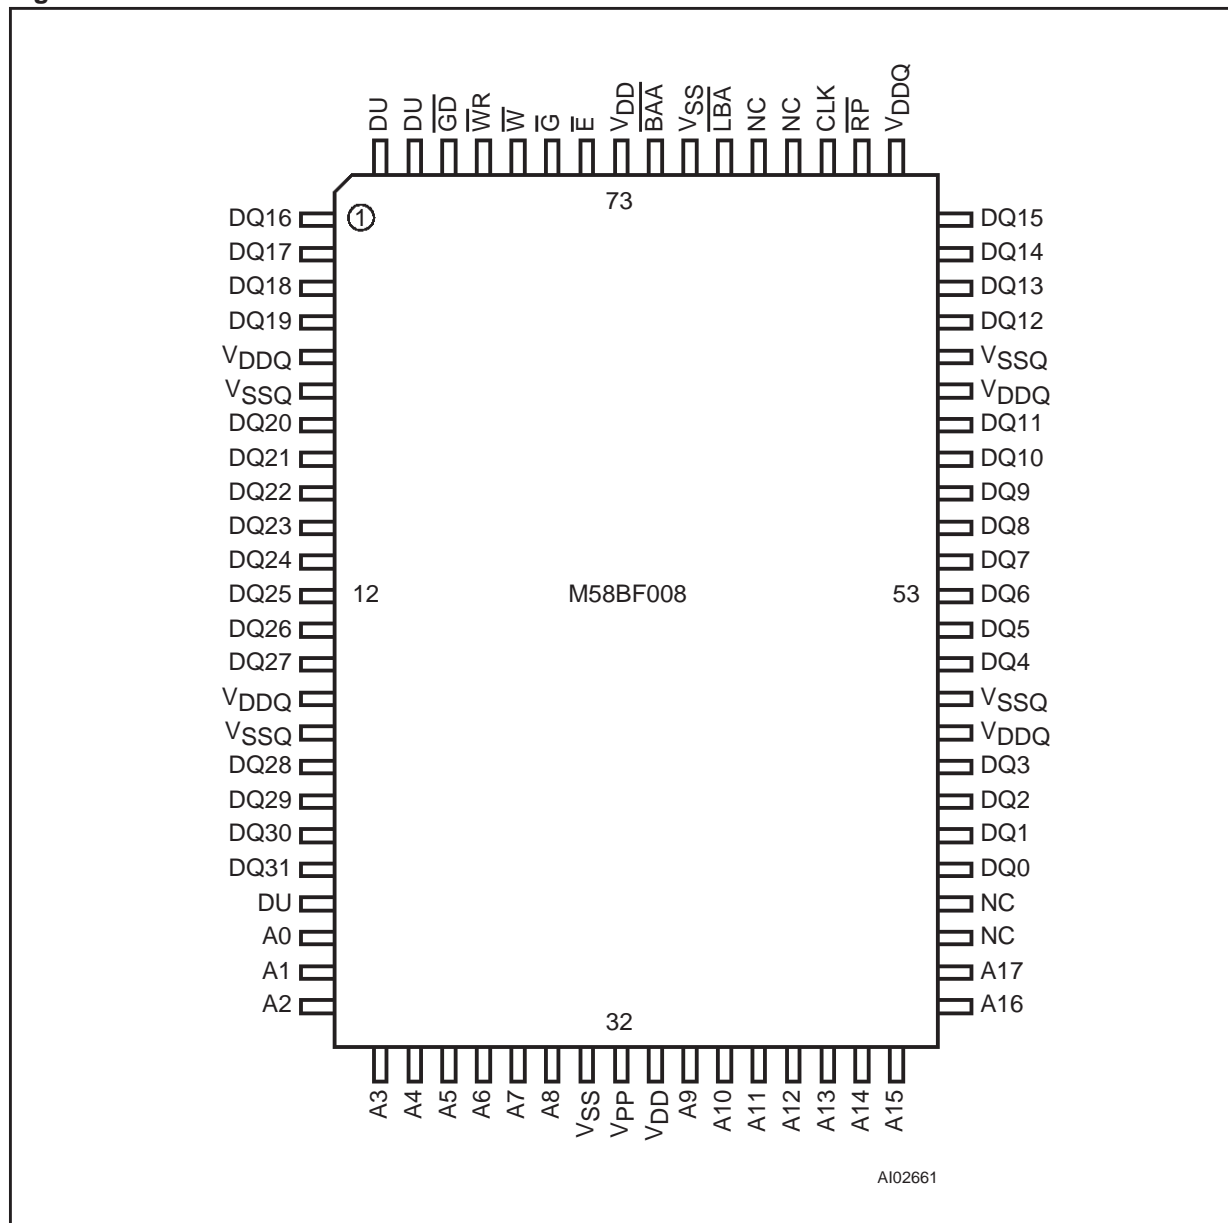 DU DU GD WR W G E VDD BAA VSS LBA NC NC CLK RP VDDQ
73
DQ16 1 DQ15
DQ17 DQ14
DQ18 DQ13
DQ19 DQ12
VDDQ VSSQ
VSSQ VDDQ
DQ20 DQ11
DQ21 DQ10
DQ22 DQ9
DQ23 DQ8
DQ24 DQ7
DQ25 12 M58BF008 53 DQ6
DQ26 DQ5
DQ27 DQ4
VDDQ VSSQ
VSSQ VDDQ
DQ28 DQ3
DQ29 DQ2
DQ30 DQ1
DQ31 DQ0
DU NC
A0 NC
A1 A17
A2 A16
32
A3 A4 A5 A6 A7 A8 VSS VPP VDD A9 A10 A11 A12 A13 A14 A15
AI02661